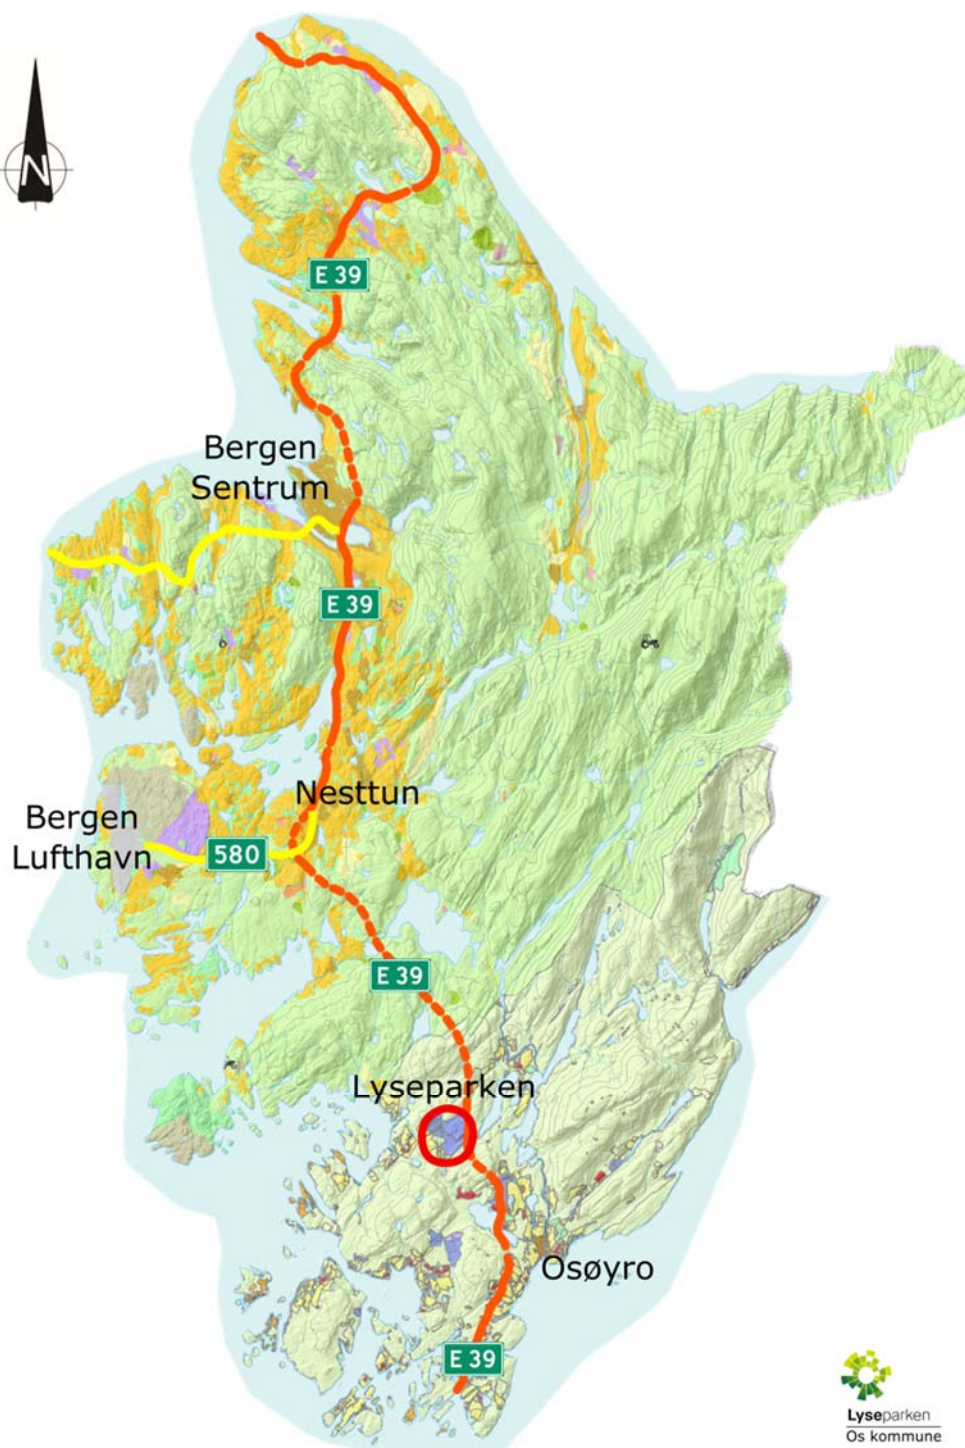 N
E 39
Bergen
Sentrum
E 39
Nesttun
Bergen
Lufthavn
580
E 39
Lyseparken
Osøyro
E 39
Lyseparken
Os kommune